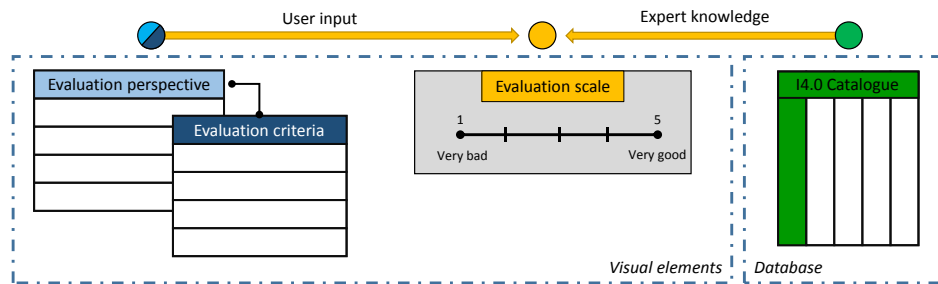 User input
Expert knowledge
Evaluation perspective
Evaluation criteria
Evaluation scale
1
5
Very bad
Very good
I4.0 Catalogue
Visual elements
Database